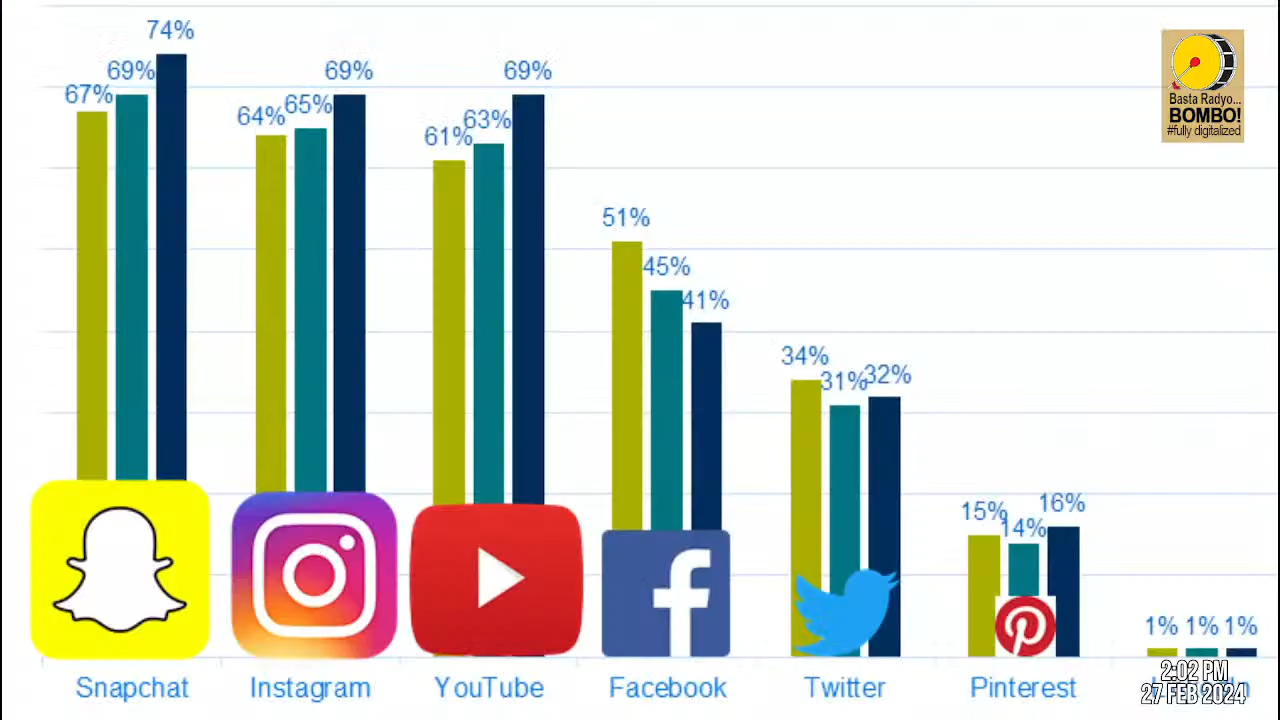 74%
67%
69%
64%
65%
69%
61%
63%
69%
51%
45%
41%
34%
31%
32%
15%
14%
16%
1% 1% 1%
Snapchat Instagram YouTube Facebook Twitter Pinterest
Basta Radyo...
BOMBO!
#fully digitalized
2:02 PM
27 FEB 2024